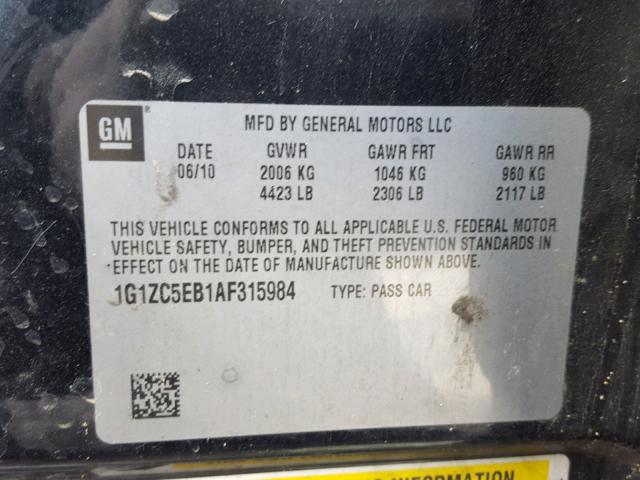 GM ® MFD BY GENERAL MOTORS LLC
DATE GVWR GAWR FRT GAWR RR
06/10 2006 KG 1046 KG 960 KG
4423 LB 2306 LB 2117 LB
THIS VEHICLE CONFORMS TO ALL APPLICABLE U.S. FEDERAL MOTOR
VEHICLE SAFETY, BUMPER, AND THEFT PREVENTION STANDARDS IN
EFFECT ON THE DATE OF MANUFACTURE SHOWN ABOVE.
1G1ZC5EB1AF315984 TYPE: PASS CAR
INFORMATION